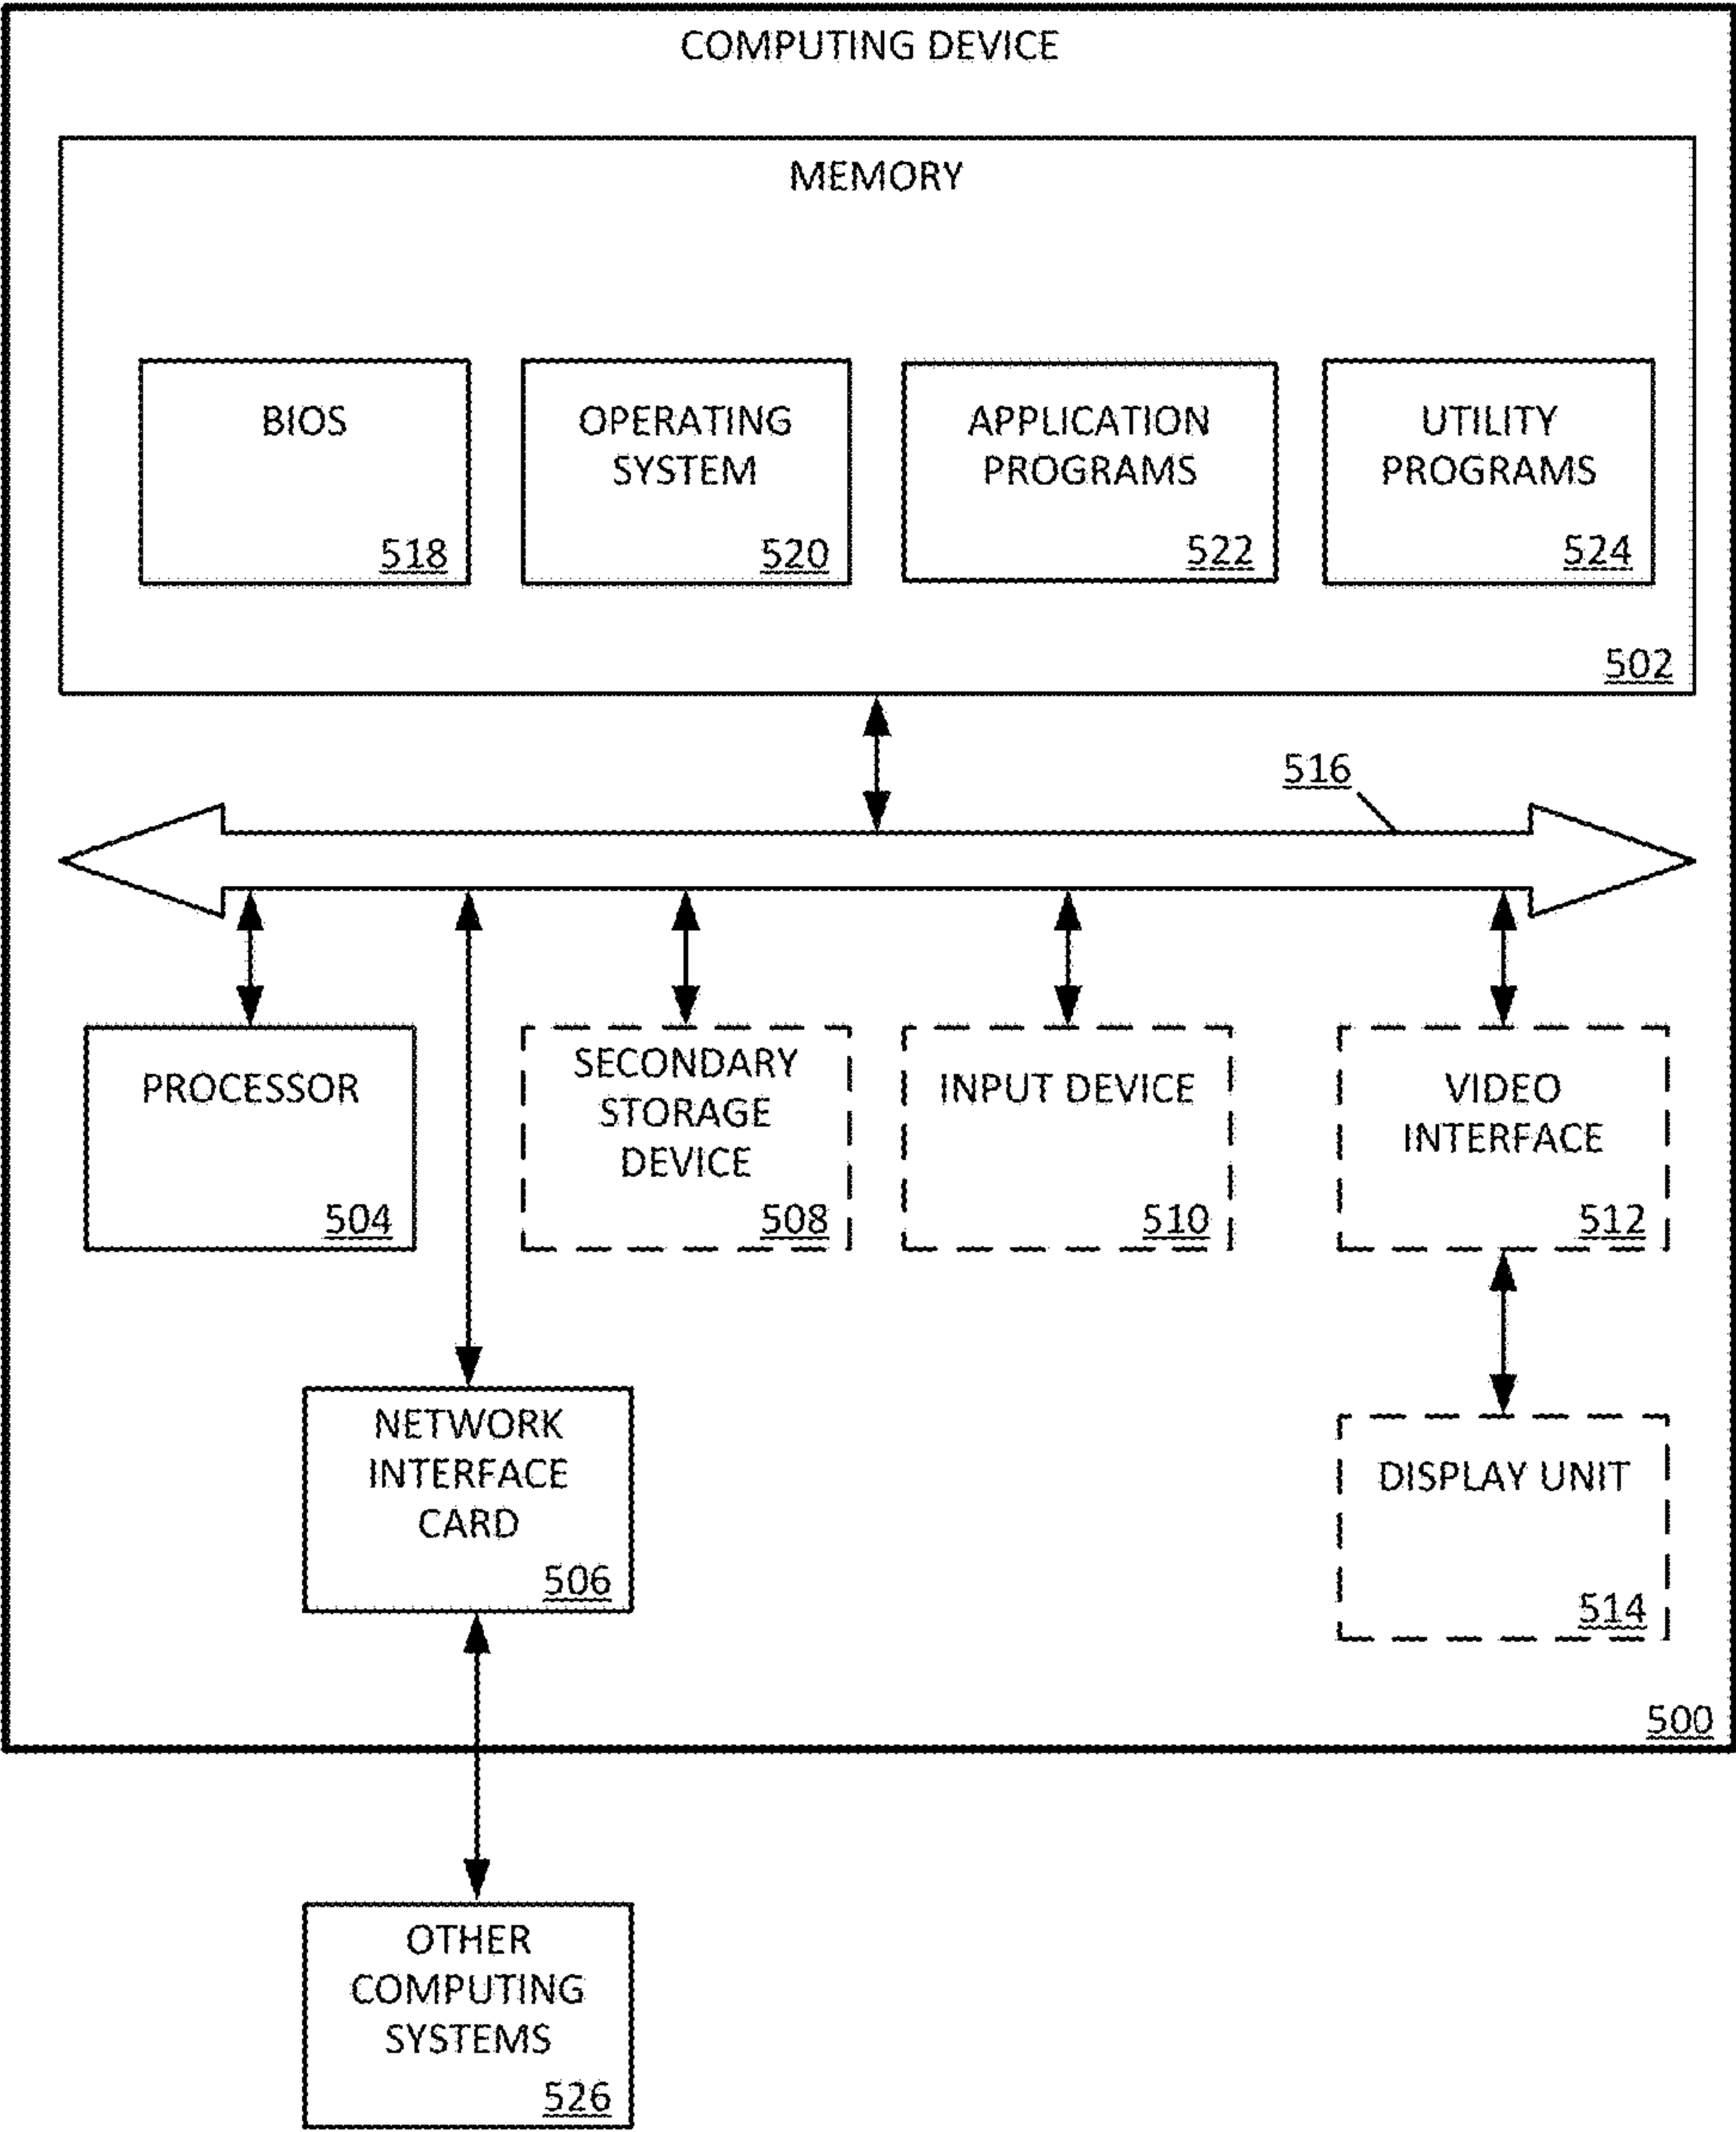 COMPUTING DEVICE
MEMORY
BIOS
518
OPERATING
SYSTEM
520
APPLICATION
PROGRAMS
522
UTILITY
PROGRAMS
524
502
516
PROCESSOR
504
SECONDARY
STORAGE
DEVICE
508
INPUT DEVICE
510
VIDEO
INTERFACE
512
NETWORK
INTERFACE
CARD
506
DISPLAY UNIT
514
500
OTHER
COMPUTING
SYSTEMS
526